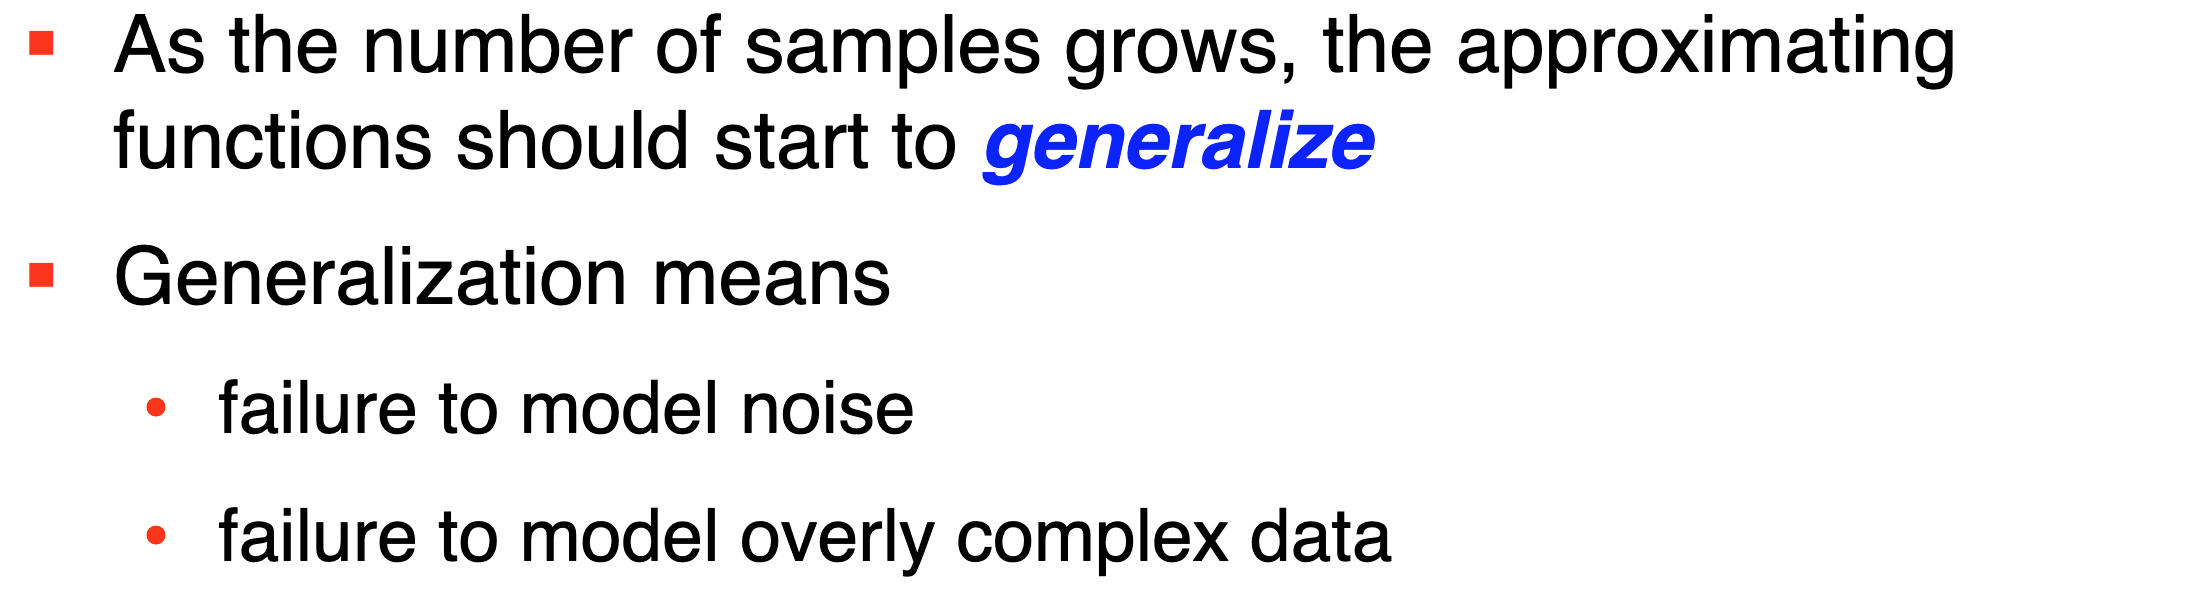 ▪ As the number of samples grows, the approximating
functions should start to generalize
▪ Generalization means
• failure to model noise
• failure to model overly complex data